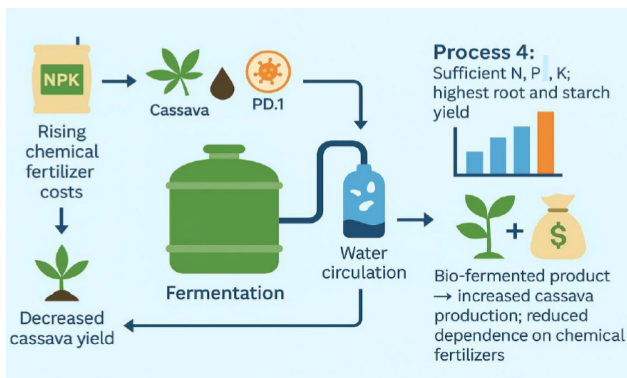 NPK
Rising
chemical
fertilizer
costs
Decreased
cassava yield
Cassava
PD.1
Fermentation
Water
circulation
Process 4:
Sufficient N, P , K;
highest root and starch
yield
+
$
Bio-fermented product
→ increased cassava
production; reduced
dependence on chemical
fertilizers